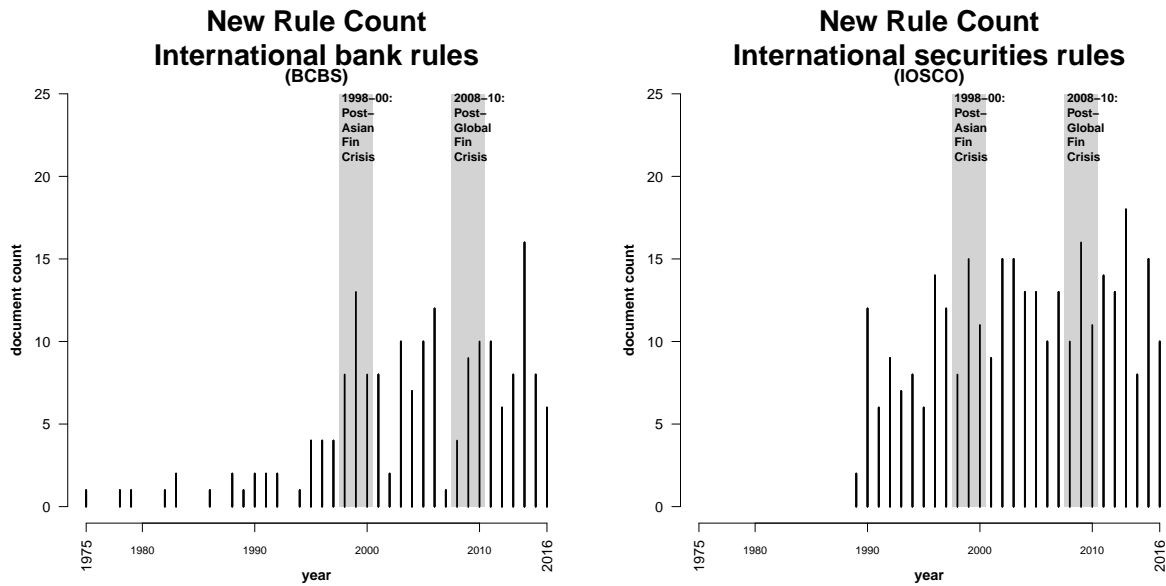 New Rule Count
International bank rules
(BCBS)
25
20
15
10
5
0
document count
1998–00:
Post–
Asian
Fin
Crisis
2008–10:
Post–
Global
Fin
Crisis
1975
1980
1990
2000
2010
2016
year
New Rule Count
International securities rules
(IOSCO)
25
20
15
10
5
0
document count
1998–00:
Post–
Asian
Fin
Crisis
2008–10:
Post–
Global
Fin
Crisis
1975
1980
1990
2000
2010
2016
year